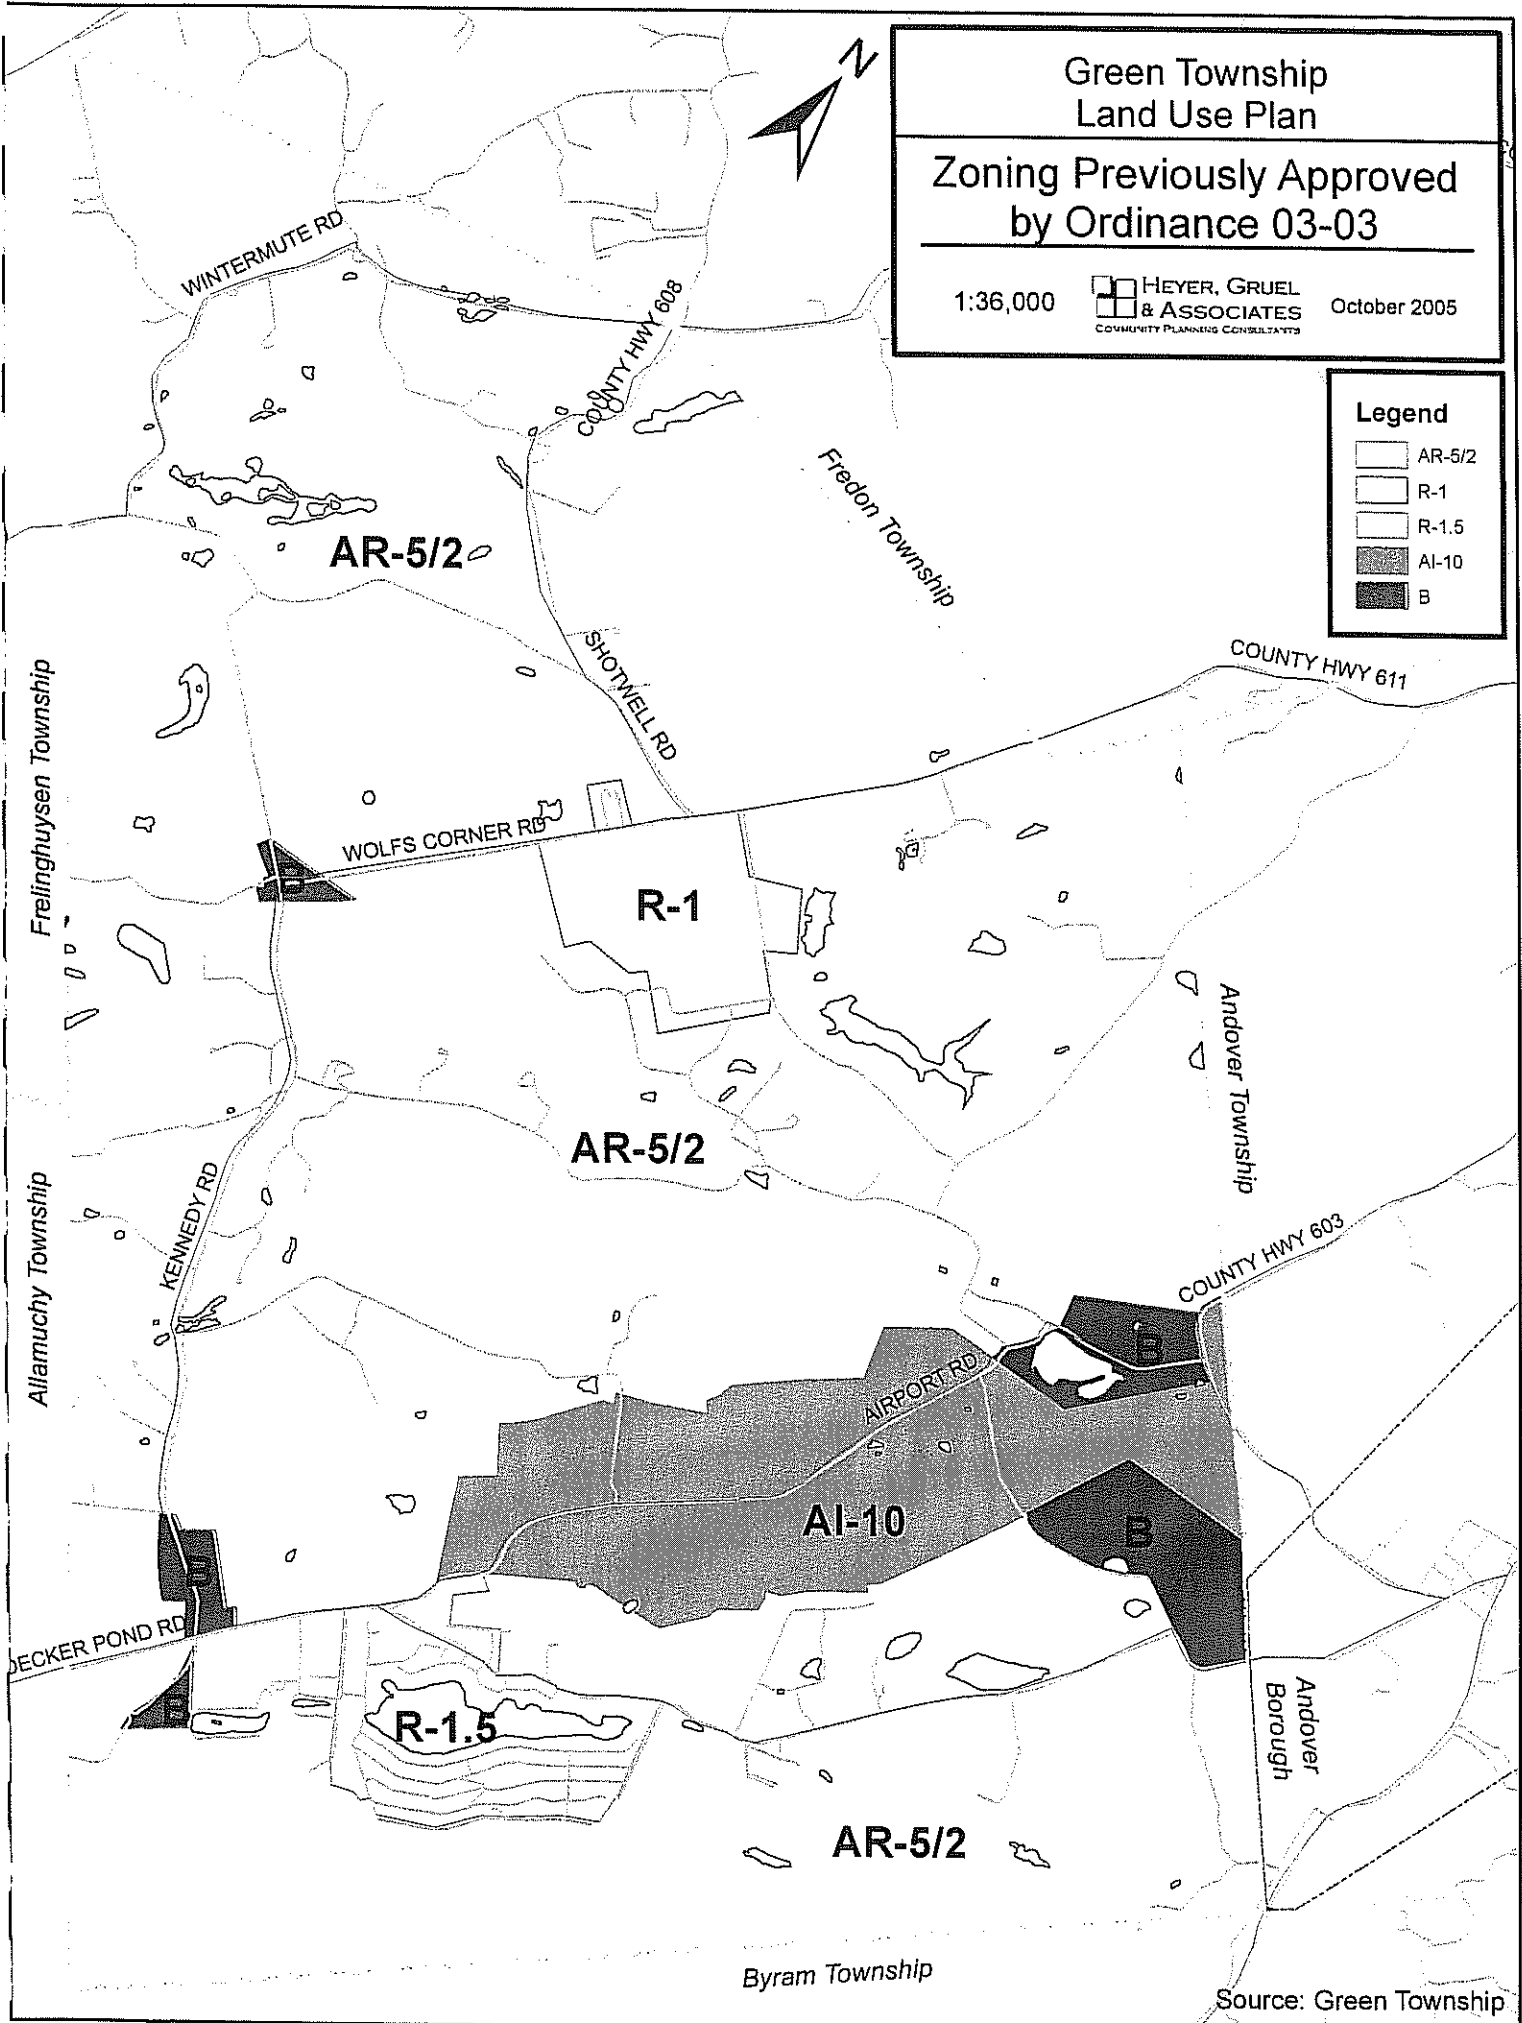 N
Green Township
Land Use Plan
Zoning Previously Approved
by Ordinance 03-03
1:36,000
HEYER, GRUEL
& ASSOCIATES
COMMUNITY PLANNING CONSULTANTS
October 2005
Legend
AR-5/2
R-1
R-1.5
AI-10
B
WINTERMUTE RD
COUNTY HWY 608
Fredon Township
AR-5/2
SHOTWELL RD
COUNTY HWY 611
Frelinghuysen Township
WOLFS CORNER RD
B
R-1
Andover Township
AR-5/2
Allamuchy Township
KENNEDY RD
COUNTY HWY 603
B
AIRPORT RD
AI-10
B
B
DECKER POND RD
B
R-1.5
Andover
Borough
AR-5/2
Byram Township
Source: Green Township